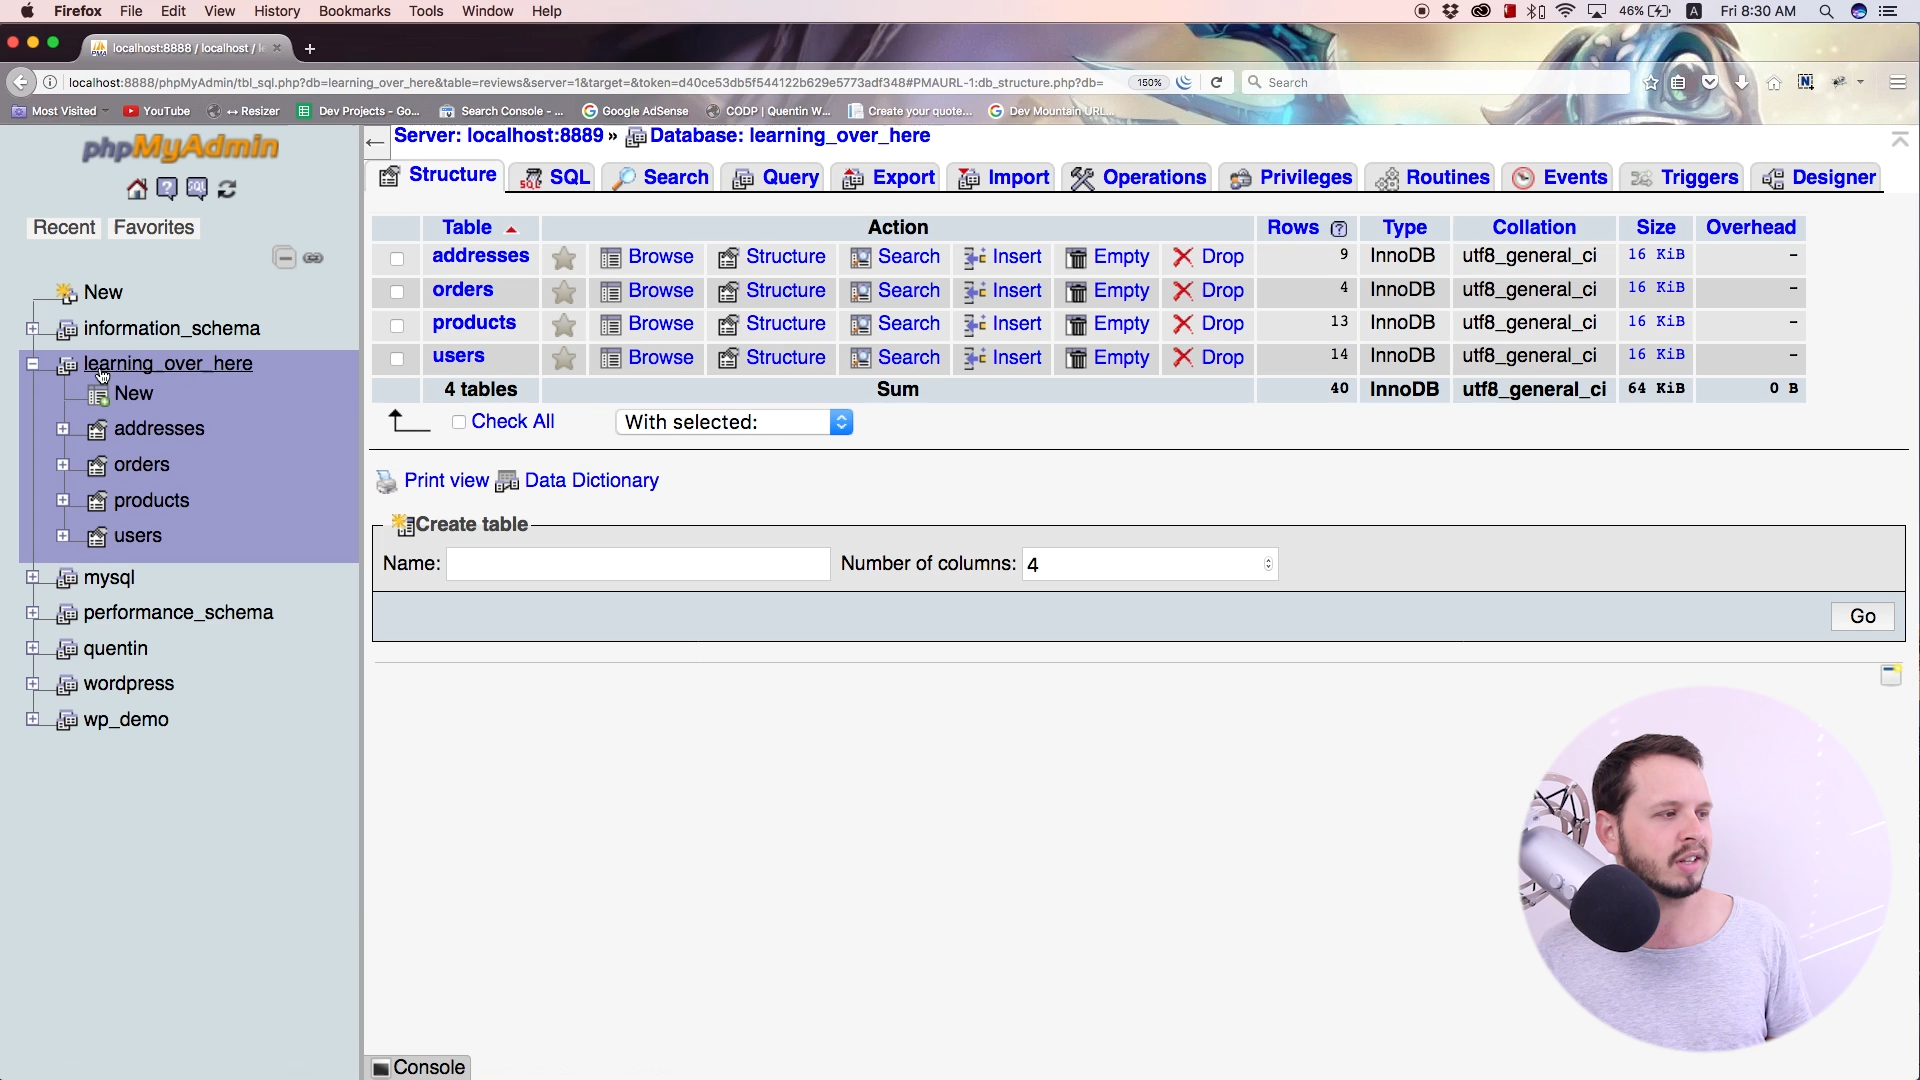 Firefox File Edit View History Bookmarks Tools Window Help 46% A Fri 8:30 AM
localhost:8888 / localhost / l
localhost:8888/phpMyAdmin/tbl_sql.php?db=learning_over_here&table=reviews&server=1&target=&token=d40ce53db5f544122b629e5773adf348#PMAURL-1:db_structure.php?db= 150% Search
Most Visited YouTube ↔ Resizer Dev Projects - Go... Search Console - ... Google AdSense CODP | Quentin W... Create your quote... Dev Mountain URL...
phpMyAdmin
Recent Favorites
New
information_schema
learning_over_here
New
addresses
orders
products
users
mysql
performance_schema
quentin
wordpress
wp_demo
Server: localhost:8889 » Database: learning_over_here
Structure SQL Search Query Export Import Operations Privileges Routines Events Triggers Designer
Table Action Rows Type Collation Size Overhead
addresses Browse Structure Search Insert Empty Drop 9 InnoDB utf8_general_ci 16 KiB -
orders Browse Structure Search Insert Empty Drop 4 InnoDB utf8_general_ci 16 KiB -
products Browse Structure Search Insert Empty Drop 13 InnoDB utf8_general_ci 16 KiB -
users Browse Structure Search Insert Empty Drop 14 InnoDB utf8_general_ci 16 KiB -
4 tables Sum 40 InnoDB utf8_general_ci 64 KiB 0 B
Check All With selected:
Print view Data Dictionary
Create table
Name: Number of columns: 4
Go
Console